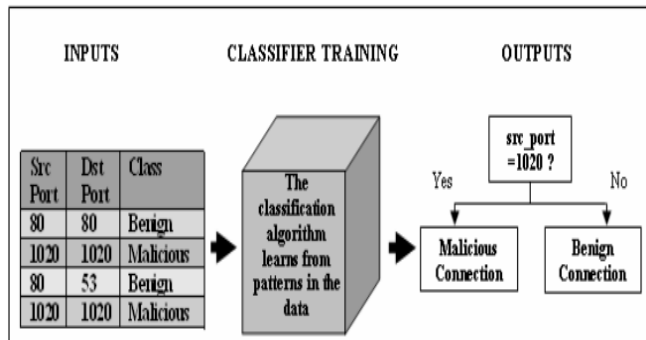 INPUTS
CLASSIFIER TRAINING
OUTPUTS
Src Port Dst Port Class
80 80 Benign
1020 1020 Malicious
80 53 Benign
1020 1020 Malicious
The
classification
algorithm
learns from
patterns in the
data
src_port
=1020 ?
Yes
No
Malicious
Connection
Benign
Connection